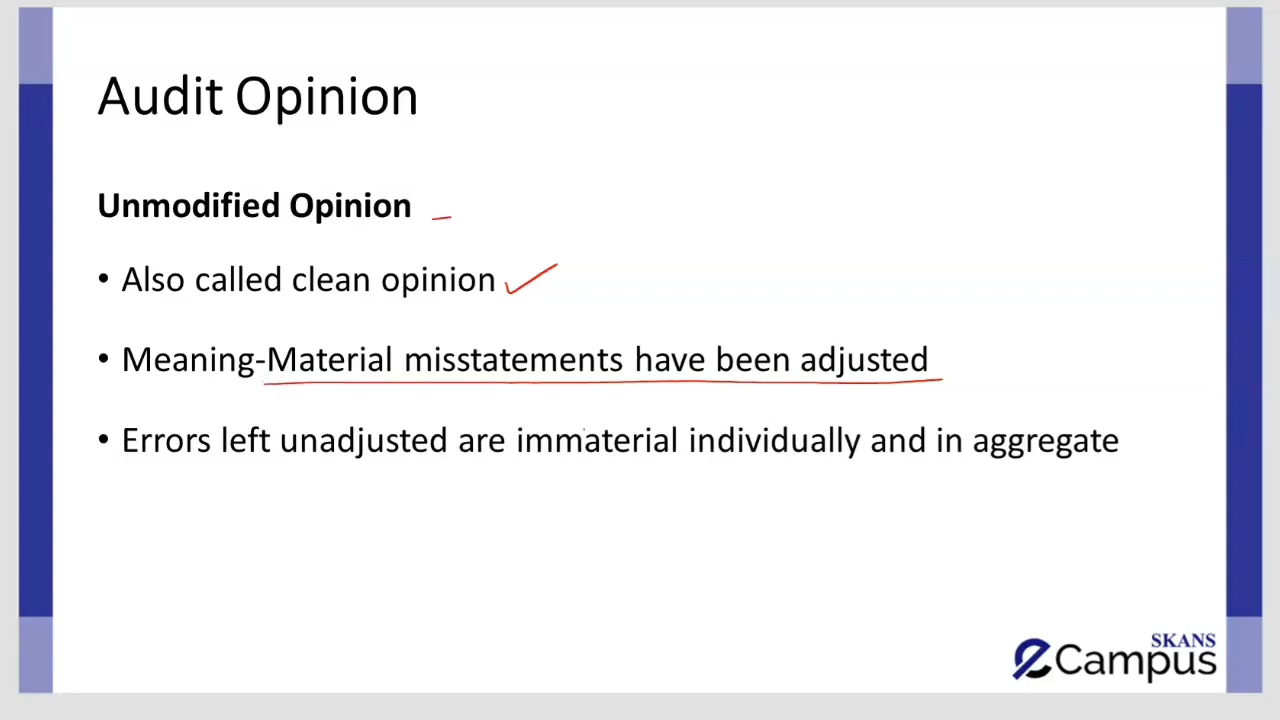 Audit Opinion
Unmodified Opinion
• Also called clean opinion
• Meaning-Material misstatements have been adjusted
• Errors left unadjusted are immaterial individually and in aggregate
SKANS
eCampus